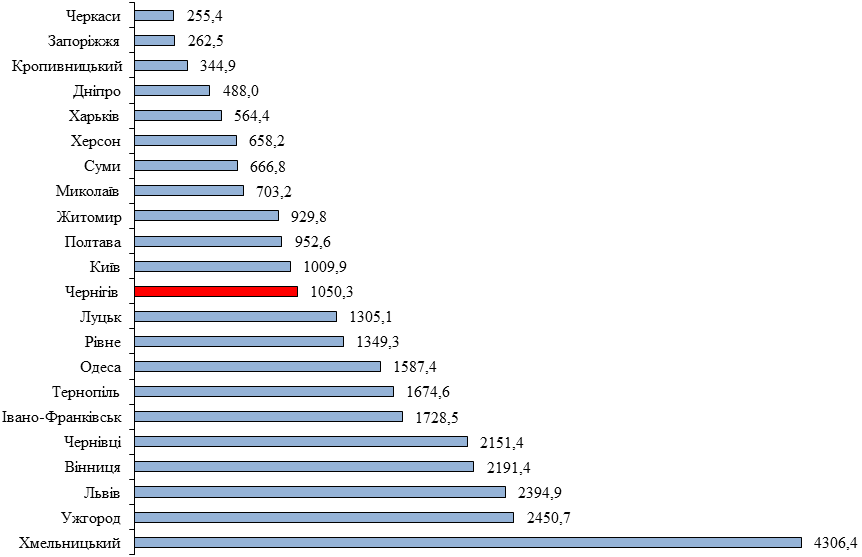 Черкаси 255,4
Запоріжжя 262,5
Кропивницький 344,9
Дніпро 488,0
Харьків 564,4
Херсон 658,2
Суми 666,8
Миколаїв 703,2
Житомир 929,8
Полтава 952,6
Київ 1009,9
Чернігів 1050,3
Луцьк 1305,1
Рівне 1349,3
Одеса 1587,4
Тернопіль 1674,6
Івано-Франківськ 1728,5
Чернівці 2151,4
Вінниця 2191,4
Львів 2394,9
Ужгород 2450,7
Хмельницький 4306,4